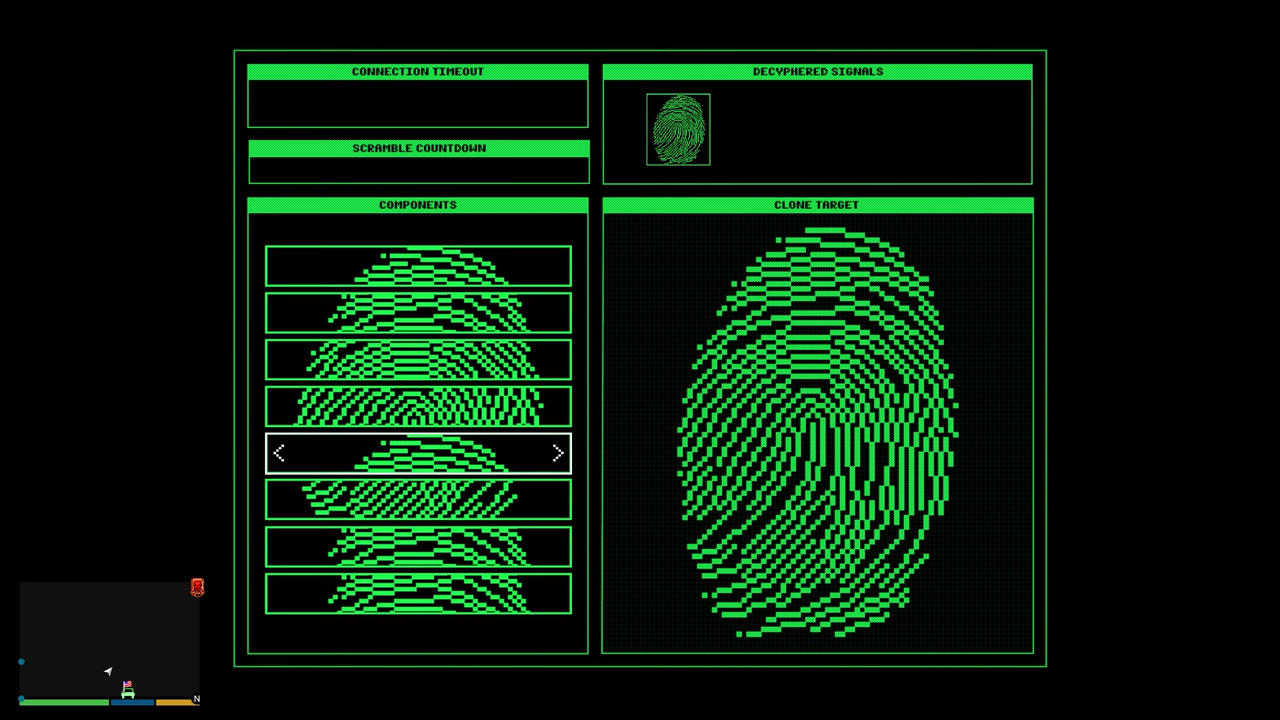 CONNECTION TIMEOUT
DECYPHERED SIGNALS
SCRAMBLE COUNTDOWN
COMPONENTS
CLONE TARGET
N